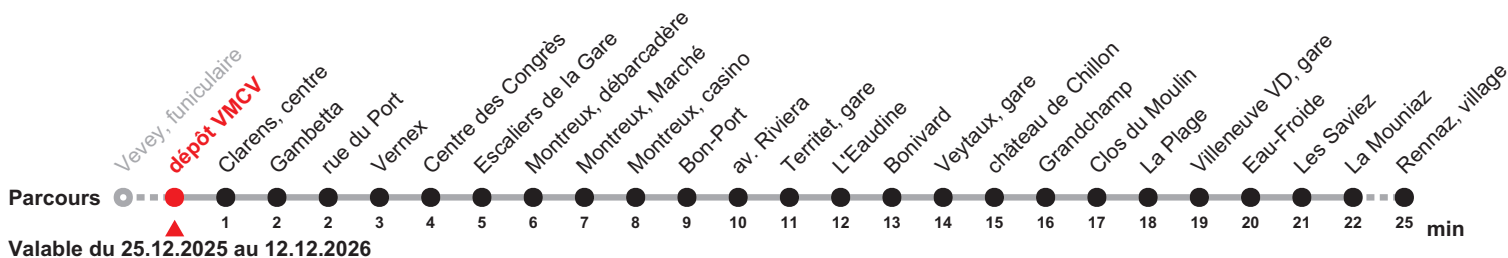 Vevey, funiculaire
dépôt VMCV
Clarens, centre
Gambetta
rue du Port
Vernex
Centre des Congrès
Escaliers de la Gare
Montreux, débarcadère
Montreux, Marché
Montreux, casino
Bon-Port
av. Riviera
Territet, gare
L'Eaudine
Bonivard
Veytaux, gare
château de Chillon
Grandchamp
Clos du Moulin
La Plage
Villeneuve VD, gare
Eau-Froide
Les Saviez
La Mouniaz
Rennaz, village
Parcours
1 2 2 3 4 5 6 7 8 9 10 11 12 13 14 15 16 17 18 19 20 21 22 25 min
Valable du 25.12.2025 au 12.12.2026